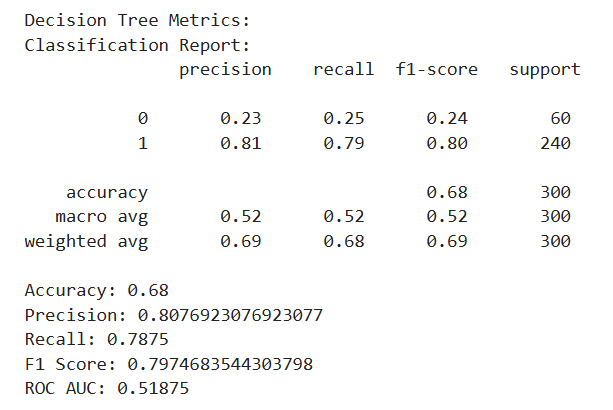 Decision Tree Metrics:
Classification Report:
precision recall f1-score support
0 0.23 0.25 0.24 60
1 0.81 0.79 0.80 240
accuracy 0.68 300
macro avg 0.52 0.52 0.52 300
weighted avg 0.69 0.68 0.69 300
Accuracy: 0.68
Precision: 0.8076923076923077
Recall: 0.7875
F1 Score: 0.7974683544303798
ROC AUC: 0.51875